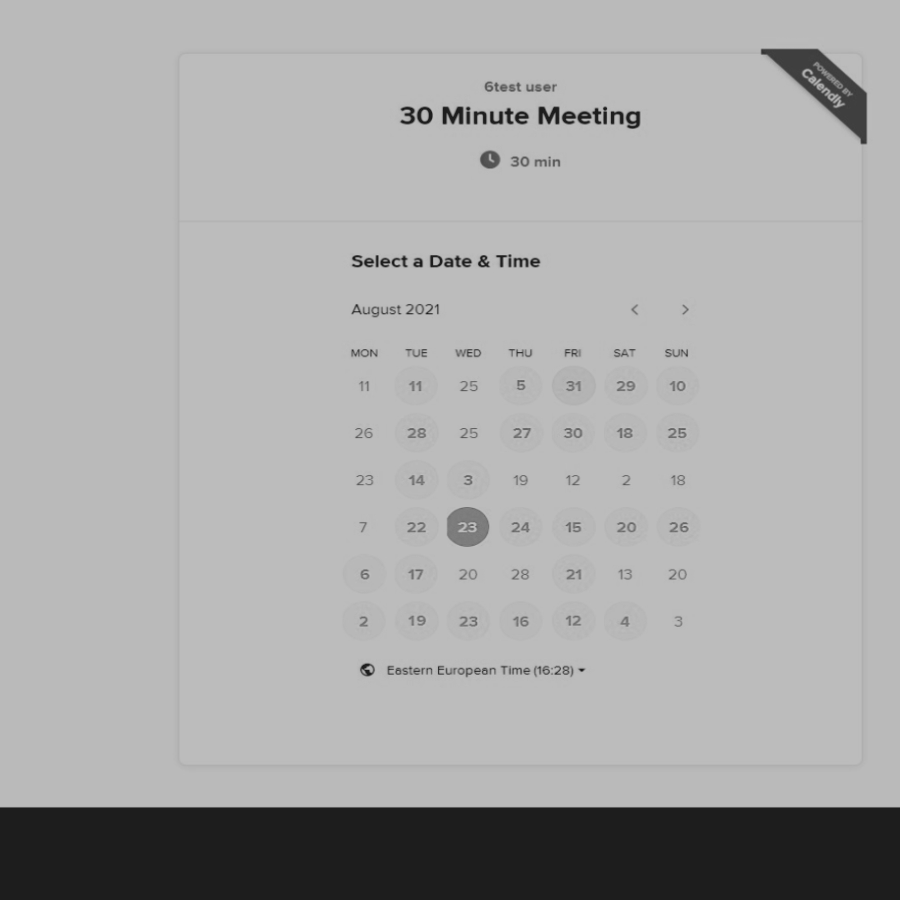 POWERED BY
Calendly
6test user
30 Minute Meeting
30 min
Select a Date & Time
August 2021
MON TUE WED THU FRI SAT SUN
11 11 25 5 31 29 10
26 28 25 27 30 18 25
23 14 3 19 12 2 18
7 22 23 24 15 20 26
6 17 20 28 21 13 20
2 19 23 16 12 4 3
Eastern European Time (16:28)